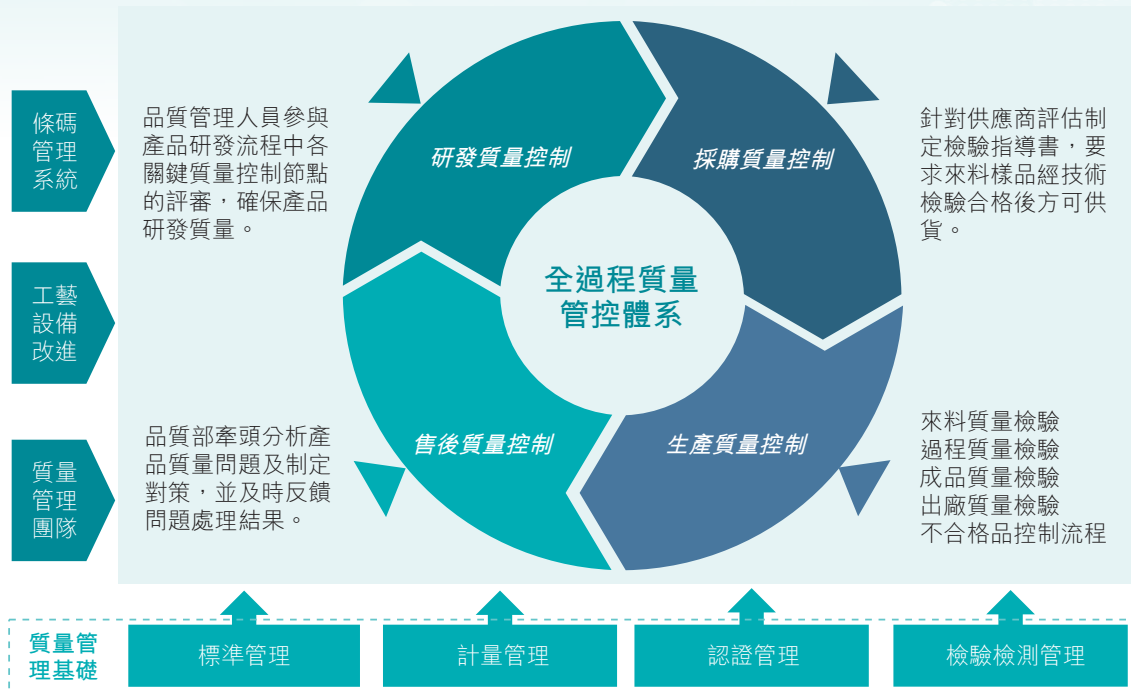 條碼
管理
系統
工藝
設備
改進
質量
管理
團隊
品質管理人員參與
產品研發流程中各
關鍵質量控制節點
的評審，確保產品
研發質量。
研發質量控制
採購質量控制
針對供應商評估制
定檢驗指導書，要
求來料樣品經技術
檢驗合格後方可供
貨。
全過程質量
管控體系
品質部牽頭分析產
品質量問題及制定
對策，並及時反饋
問題處理結果。
售後質量控制
生產質量控制
來料質量檢驗
過程質量檢驗
成品質量檢驗
出廠質量檢驗
不合格品控制流程
質量管
理基礎
標準管理
計量管理
認證管理
檢驗檢測管理